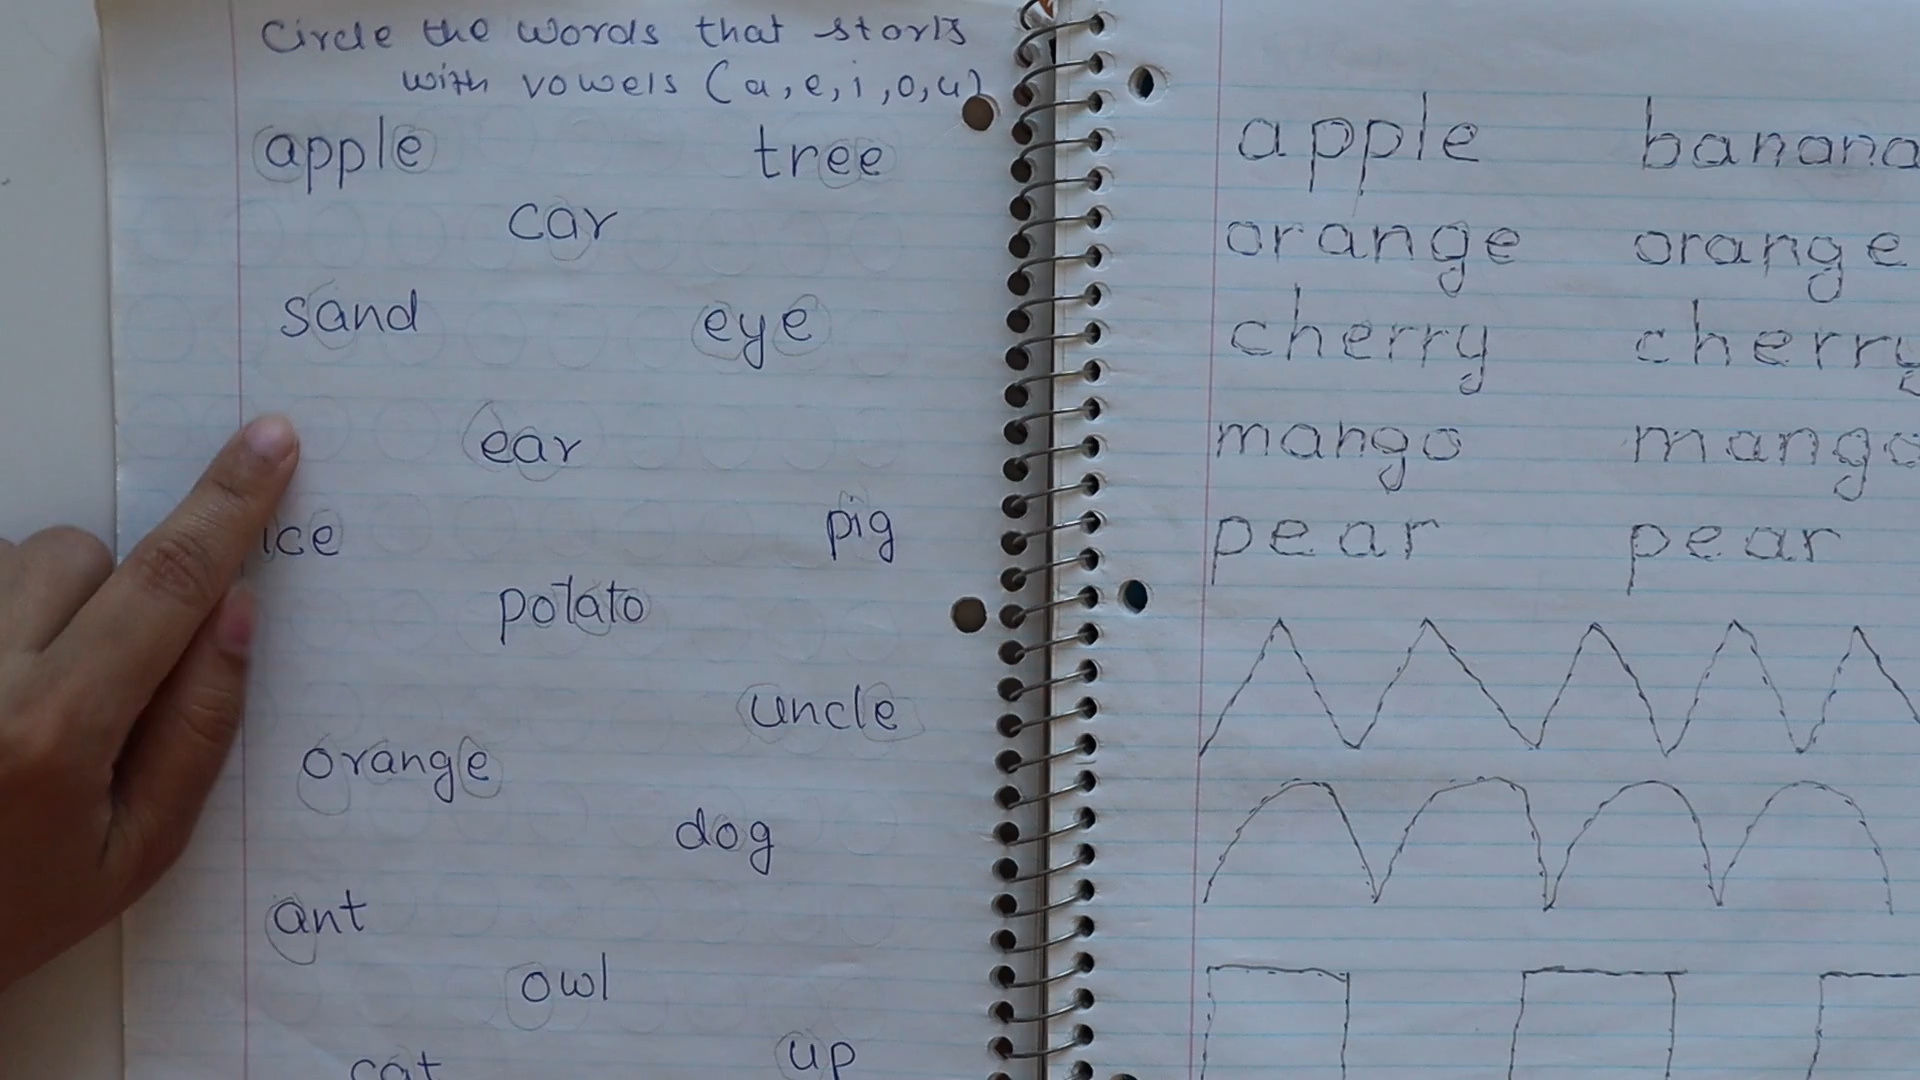 Circle the words that starts
with vowels (a, e, i, o, u)
apple tree
car
sand eye
ear
ice pig
potato
uncle
orange
dog
ant
owl
cat up
apple banana
orange orange
cherry cherry
mango mango
pear pear